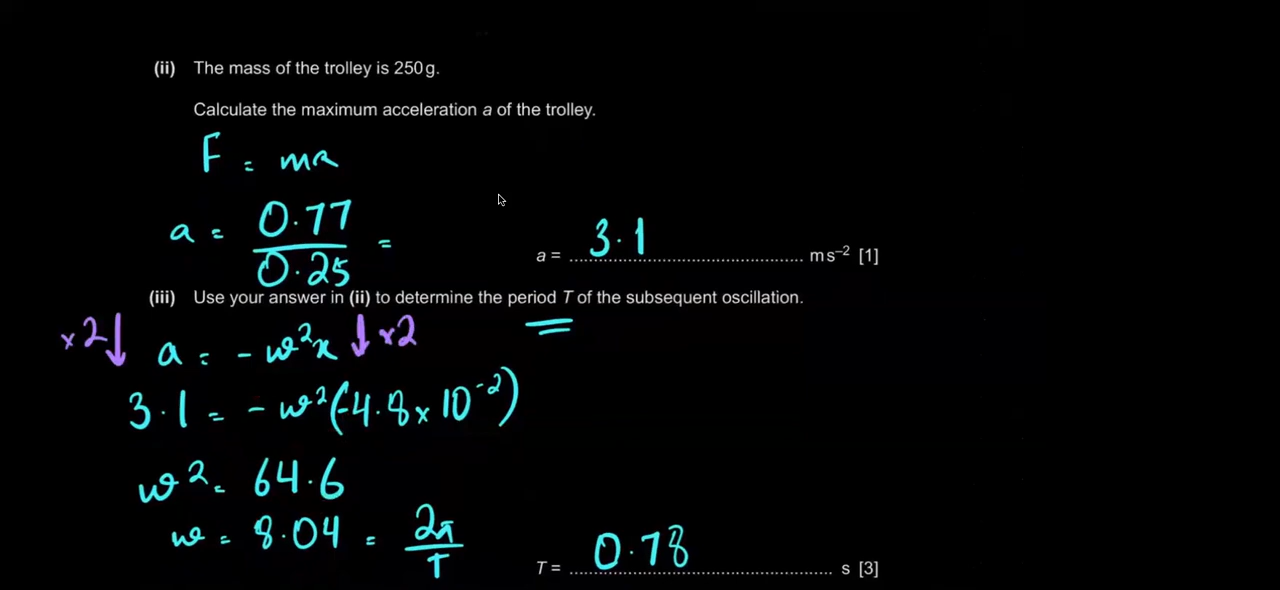 (ii) The mass of the trolley is 250 g.
Calculate the maximum acceleration a of the trolley.
F = ma
a = 0.77 / 0.25 =
a = 3.1 m s⁻² [1]
(iii) Use your answer in (ii) to determine the period T of the subsequent oscillation.
×2↓ a = - ω²x ↓×2
3.1 = - ω²(-4.8 × 10⁻²)
ω² = 64.6
ω = 8.04 = 2π / T
T = 0.78 s [3]